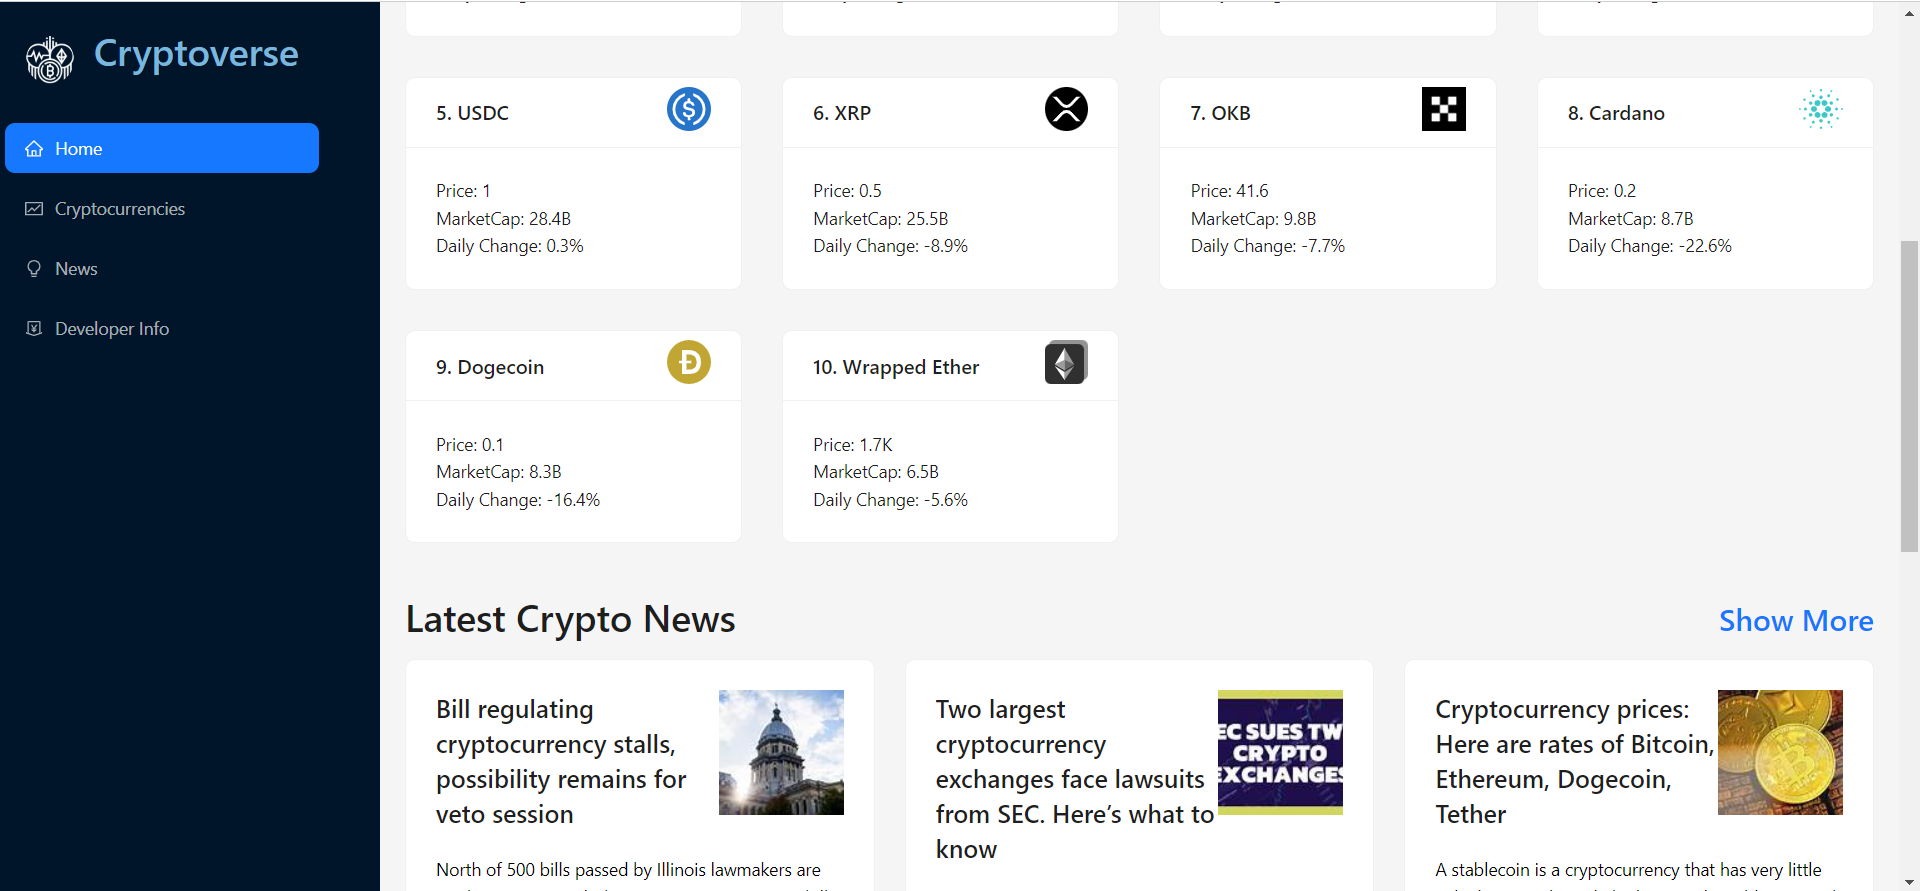 Cryptoverse
Home
Cryptocurrencies
News
Developer Info
5. USDC
Price: 1
MarketCap: 28.4B
Daily Change: 0.3%
6. XRP
Price: 0.5
MarketCap: 25.5B
Daily Change: -8.9%
7. OKB
Price: 41.6
MarketCap: 9.8B
Daily Change: -7.7%
8. Cardano
Price: 0.2
MarketCap: 8.7B
Daily Change: -22.6%
9. Dogecoin
Price: 0.1
MarketCap: 8.3B
Daily Change: -16.4%
10. Wrapped Ether
Price: 1.7K
MarketCap: 6.5B
Daily Change: -5.6%
Latest Crypto News
Show More
Bill regulating
cryptocurrency stalls,
possibility remains for
veto session
North of 500 bills passed by Illinois lawmakers are
Two largest
cryptocurrency
exchanges face lawsuits
from SEC. Here’s what to
know
EC SUES TW
CRYPTO
EXCHANGES
Cryptocurrency prices:
Here are rates of Bitcoin,
Ethereum, Dogecoin,
Tether
A stablecoin is a cryptocurrency that has very little